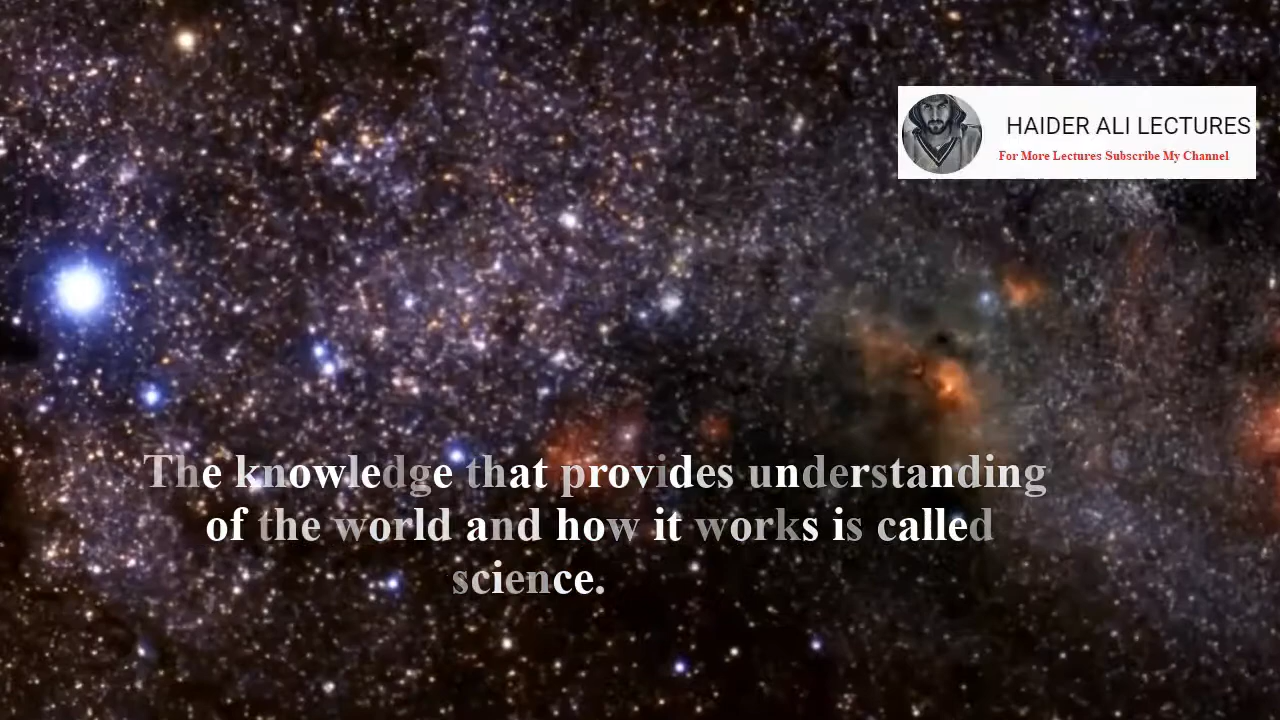 HAIDER ALI LECTURES
For More Lectures Subscribe My Channel
The knowledge that provides understanding
of the world and how it works is called
science.